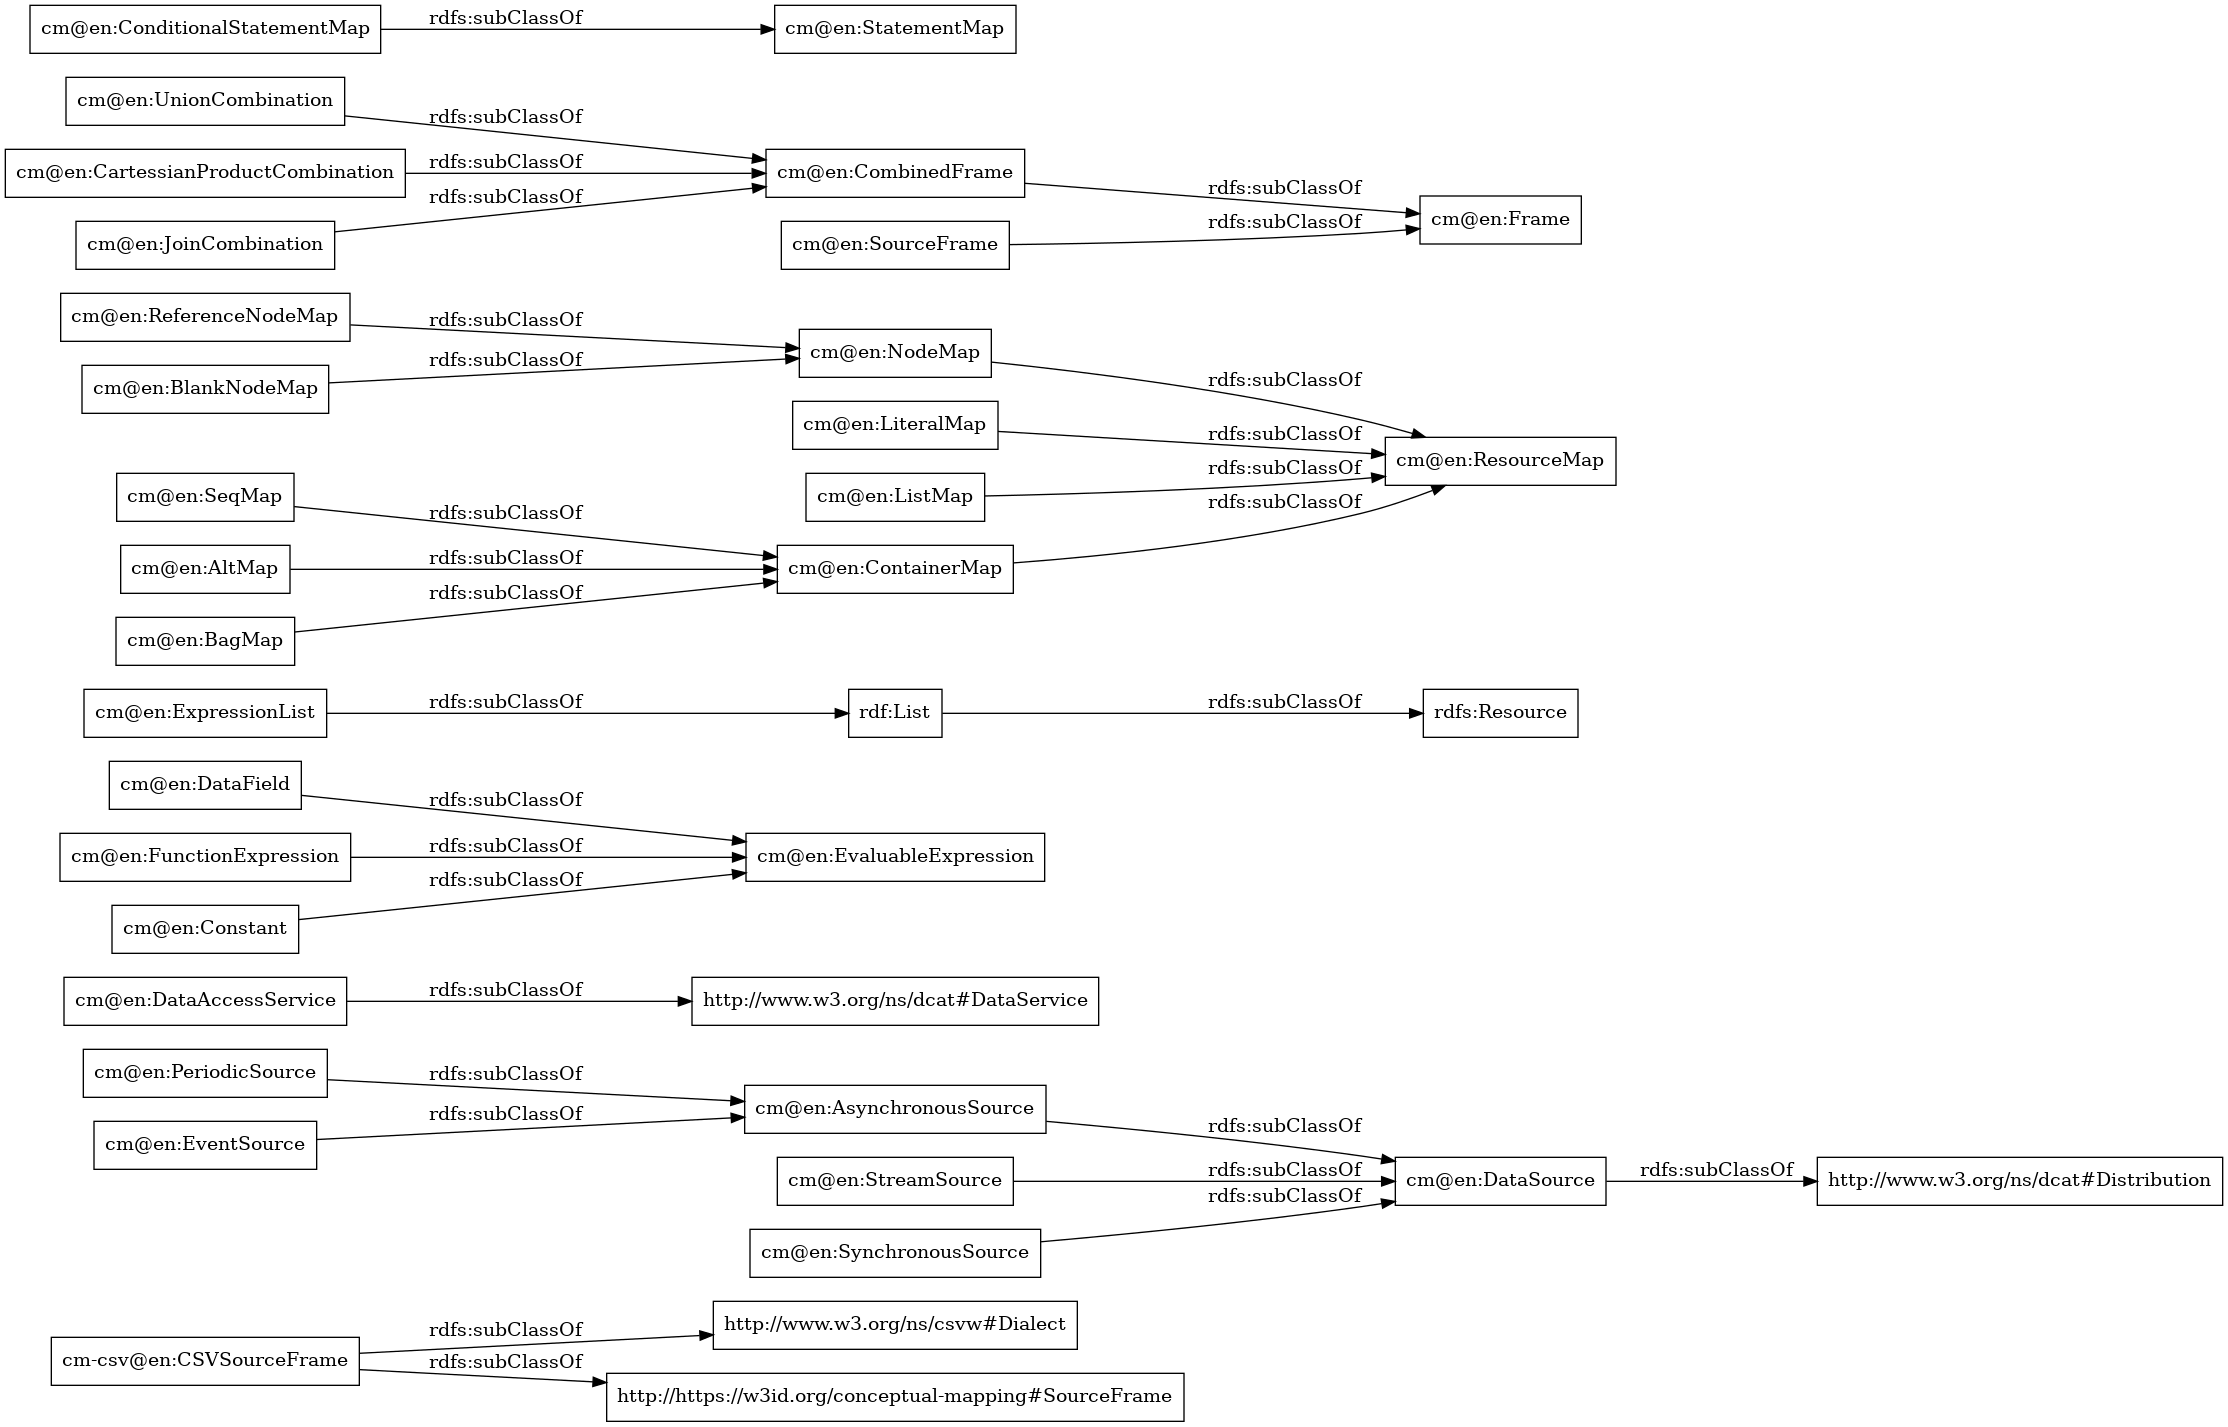 cm@en:ConditionalStatementMap
rdfs:subClassOf
cm@en:StatementMap
cm@en:UnionCombination
rdfs:subClassOf
cm@en:CartessianProductCombination
rdfs:subClassOf
cm@en:CombinedFrame
rdfs:subClassOf
cm@en:JoinCombination
rdfs:subClassOf
cm@en:SourceFrame
rdfs:subClassOf
cm@en:Frame
cm@en:ReferenceNodeMap
rdfs:subClassOf
cm@en:BlankNodeMap
rdfs:subClassOf
cm@en:NodeMap
rdfs:subClassOf
cm@en:LiteralMap
rdfs:subClassOf
cm@en:ListMap
rdfs:subClassOf
cm@en:ResourceMap
cm@en:SeqMap
rdfs:subClassOf
cm@en:AltMap
rdfs:subClassOf
cm@en:ContainerMap
rdfs:subClassOf
cm@en:BagMap
rdfs:subClassOf
cm@en:ExpressionList
rdfs:subClassOf
rdf:List
rdfs:subClassOf
rdfs:Resource
cm@en:DataField
rdfs:subClassOf
cm@en:FunctionExpression
rdfs:subClassOf
cm@en:EvaluableExpression
cm@en:Constant
rdfs:subClassOf
cm@en:DataAccessService
rdfs:subClassOf
http://www.w3.org/ns/dcat#DataService
cm@en:PeriodicSource
rdfs:subClassOf
cm@en:EventSource
rdfs:subClassOf
cm@en:AsynchronousSource
rdfs:subClassOf
cm@en:StreamSource
rdfs:subClassOf
cm@en:SynchronousSource
rdfs:subClassOf
cm@en:DataSource
rdfs:subClassOf
http://www.w3.org/ns/dcat#Distribution
cm-csv@en:CSVSourceFrame
rdfs:subClassOf
http://www.w3.org/ns/csvw#Dialect
rdfs:subClassOf
http://https://w3id.org/conceptual-mapping#SourceFrame